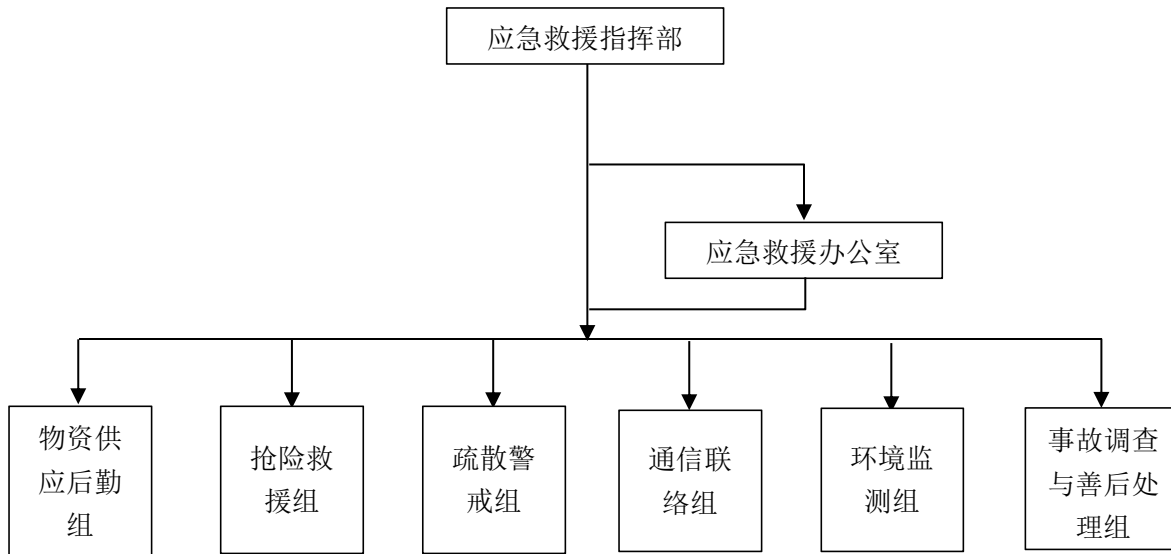 应急救援指挥部
应急救援办公室
物资供
应后勤
组
抢险救
援组
疏散警
戒组
通信联
络组
环境监
测组
事故调查
与善后处
理组